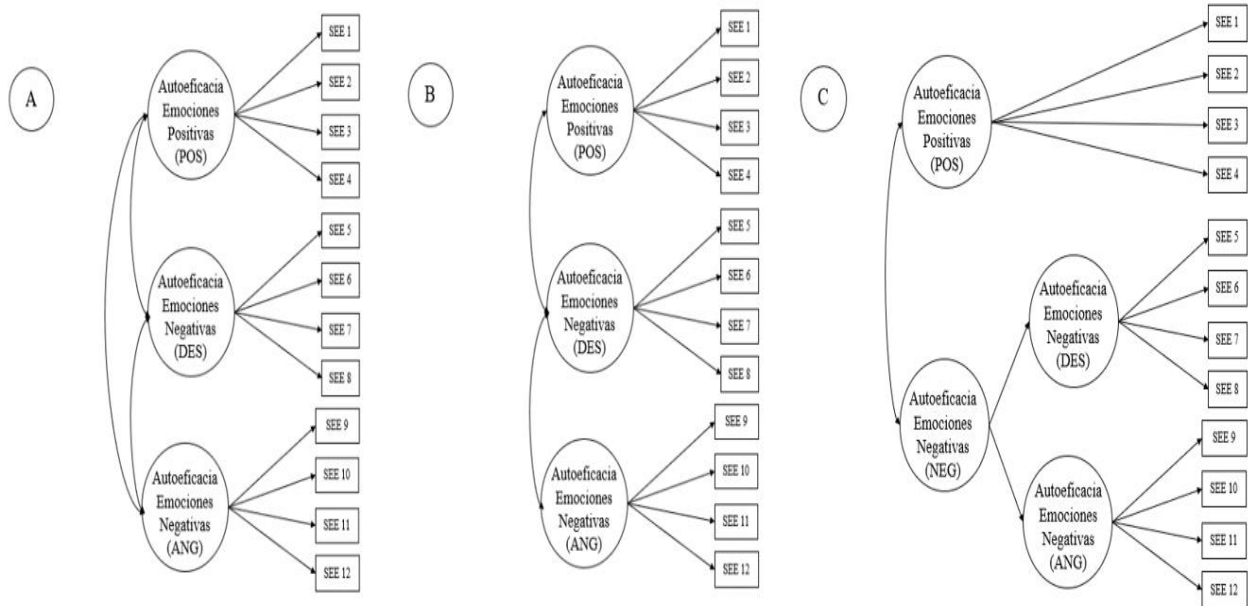 A
Autoeficacia
Emociones
Positivas
(POS)
SEE 1
SEE 2
SEE 3
SEE 4
Autoeficacia
Emociones
Negativas
(DES)
SEE 5
SEE 6
SEE 7
SEE 8
Autoeficacia
Emociones
Negativas
(ANG)
SEE 9
SEE 10
SEE 11
SEE 12
B
Autoeficacia
Emociones
Positivas
(POS)
SEE 1
SEE 2
SEE 3
SEE 4
Autoeficacia
Emociones
Negativas
(DES)
SEE 5
SEE 6
SEE 7
SEE 8
Autoeficacia
Emociones
Negativas
(ANG)
SEE 9
SEE 10
SEE 11
SEE 12
C
Autoeficacia
Emociones
Positivas
(POS)
SEE 1
SEE 2
SEE 3
SEE 4
Autoeficacia
Emociones
Negativas
(NEG)
Autoeficacia
Emociones
Negativas
(DES)
SEE 5
SEE 6
SEE 7
SEE 8
Autoeficacia
Emociones
Negativas
(ANG)
SEE 9
SEE 10
SEE 11
SEE 12